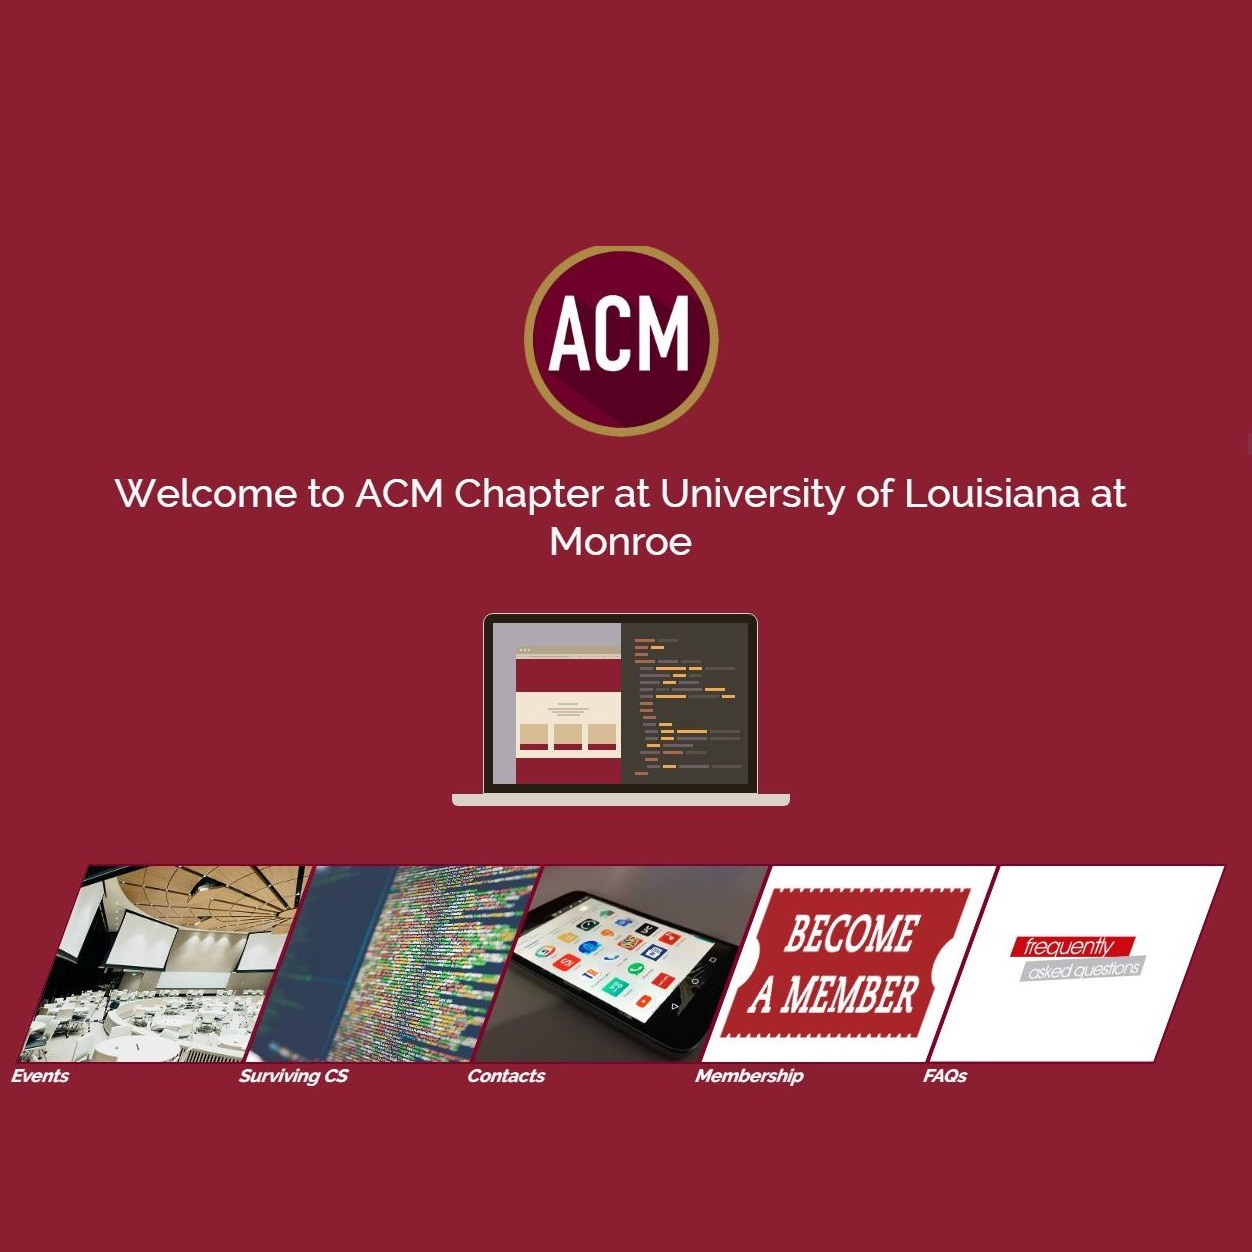 ACM
Welcome to ACM Chapter at University of Louisiana at
Monroe
BECOME
A MEMBER
frequently
asked questions
Events
Surviving CS
Contacts
Membership
FAQs